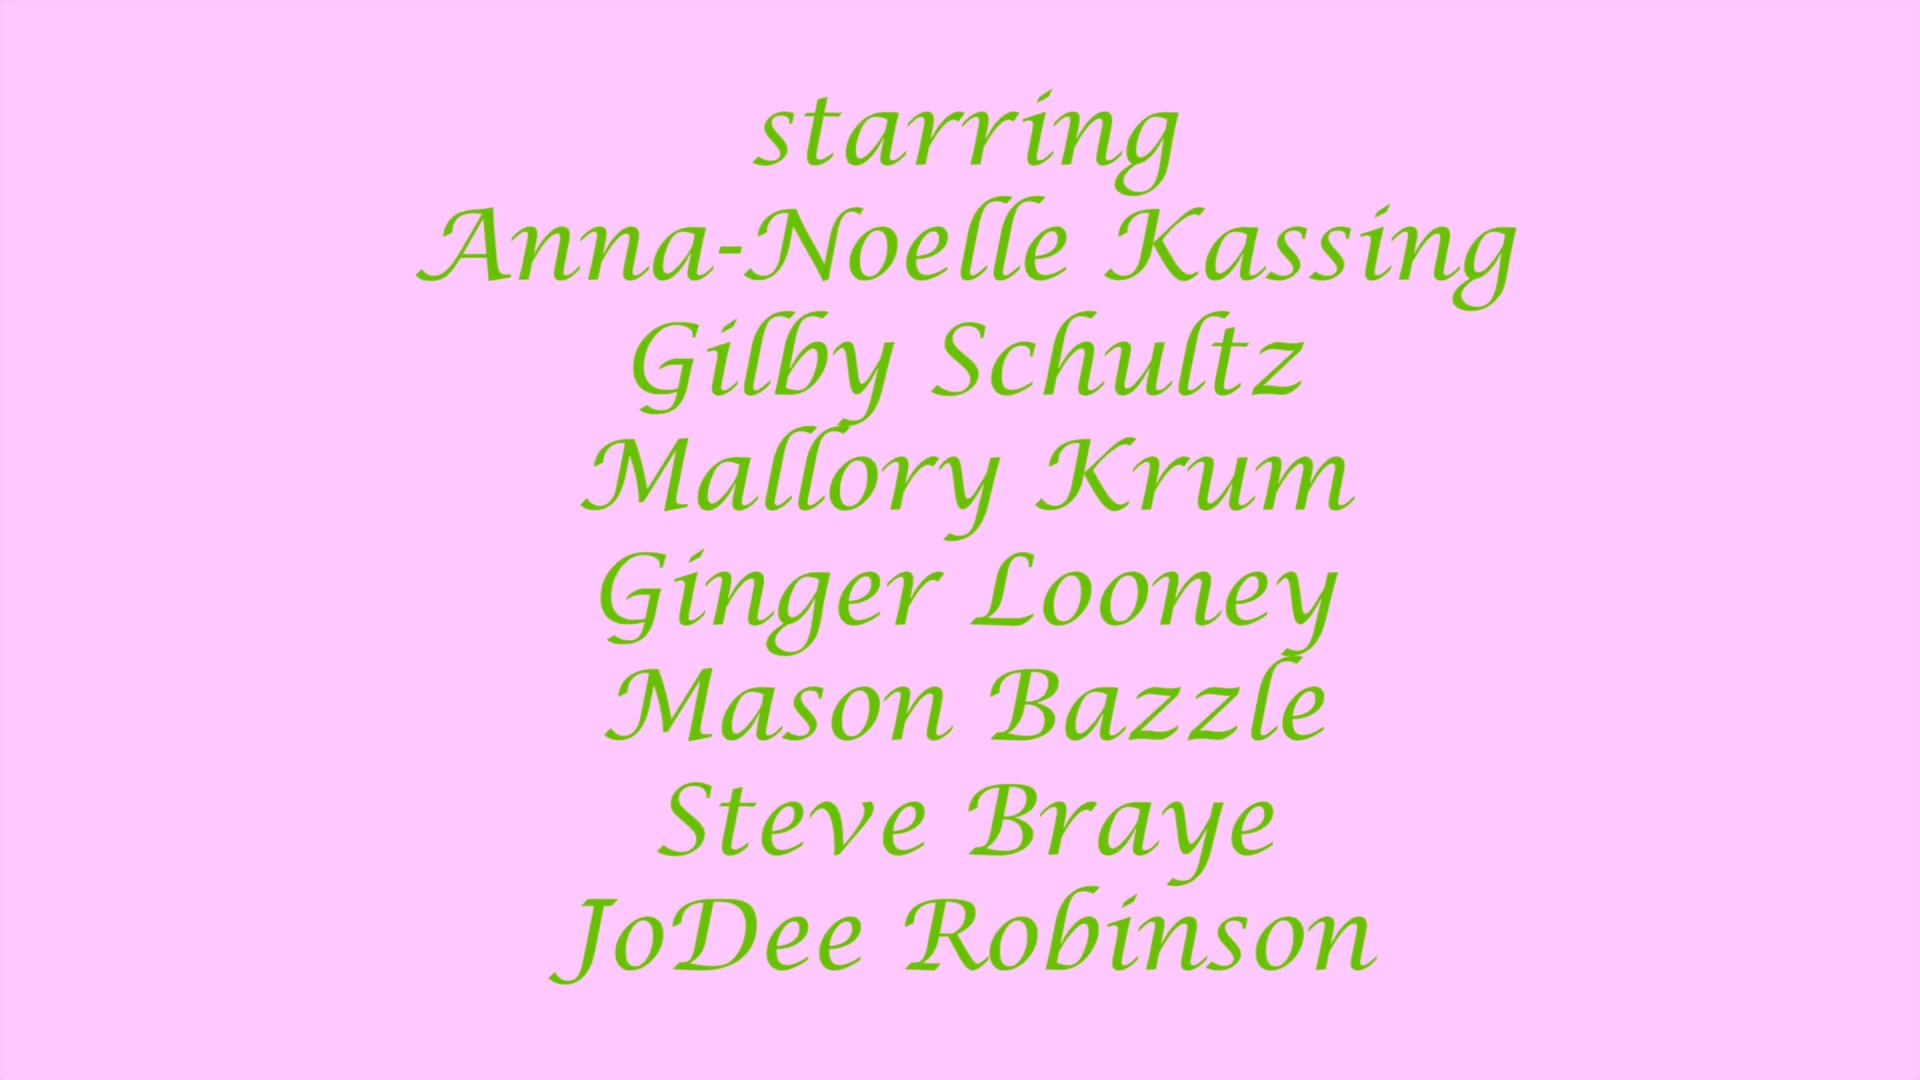 starring
Anna-Noelle Kassing
Gilby Schultz
Mallory Krum
Ginger Looney
Mason Bazzle
Steve Braye
JoDee Robinson